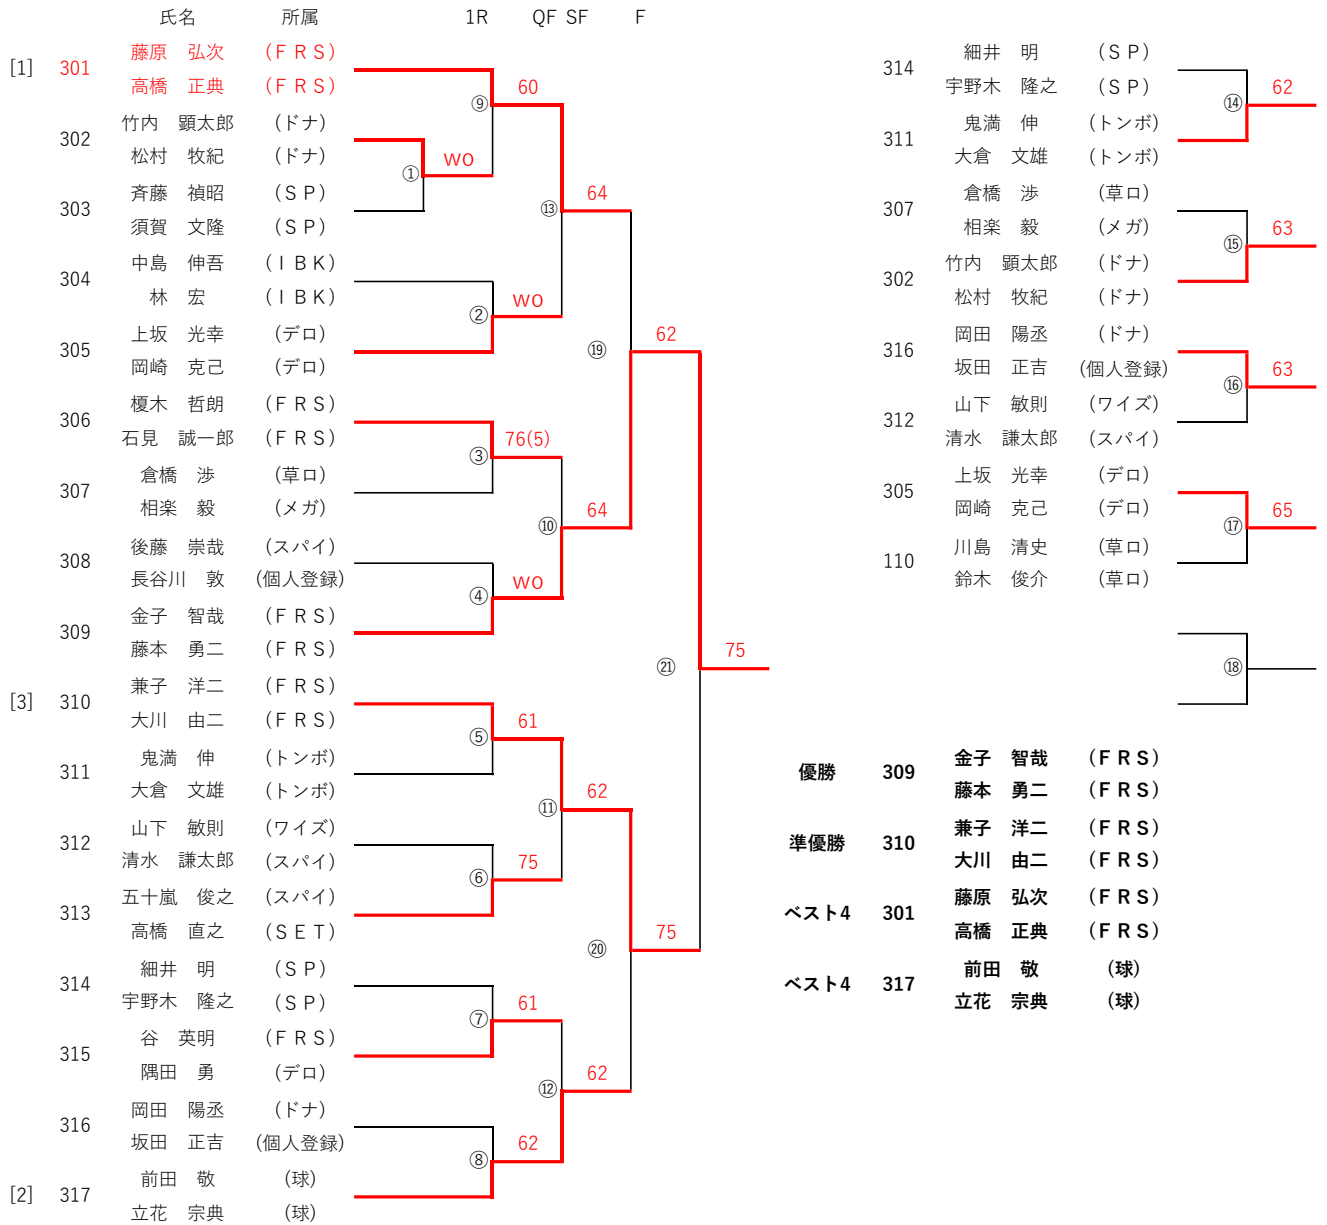 氏名 所属 1R QF SF F
藤原 弘次 (ＦＲＳ)
[1] 301
高橋 正典 (ＦＲＳ)
60
⑨
竹内 顕太郎 (ドナ)
302
松村 牧紀 (ドナ)
① wo
斉藤 禎昭 (ＳＰ)
303
須賀 文隆 (ＳＰ)
⑬ 64
中島 伸吾 (ＩＢＫ)
304
林 宏 (ＩＢＫ)
② wo
上坂 光幸 (デロ)
305
岡崎 克己 (デロ)
⑲ 62
榎木 哲朗 (ＦＲＳ)
306
石見 誠一郎 (ＦＲＳ)
③ 76(5)
倉橋 渉 (草ロ)
307
相楽 毅 (メガ)
⑩ 64
後藤 崇哉 (スパイ)
308
長谷川 敦 (個人登録)
④ wo
金子 智哉 (ＦＲＳ)
309
藤本 勇二 (ＦＲＳ)
㉑ 75
兼子 洋二 (ＦＲＳ)
[3] 310
大川 由二 (ＦＲＳ)
⑤ 61
鬼満 伸 (トンボ)
311
大倉 文雄 (トンボ)
⑪ 62
山下 敏則 (ワイズ)
312
清水 謙太郎 (スパイ)
⑥ 75
五十嵐 俊之 (スパイ)
313
高橋 直之 (ＳＥＴ)
⑳ 75
細井 明 (ＳＰ)
314
宇野木 隆之 (ＳＰ)
⑦ 61
谷 英明 (ＦＲＳ)
315
隅田 勇 (デロ)
⑫ 62
岡田 陽丞 (ドナ)
316
坂田 正吉 (個人登録)
⑧ 62
前田 敬 (球)
[2] 317
立花 宗典 (球)
細井 明 (ＳＰ)
314
宇野木 隆之 (ＳＰ)
⑭ 62
鬼満 伸 (トンボ)
311
大倉 文雄 (トンボ)
倉橋 渉 (草ロ)
307
相楽 毅 (メガ)
⑮ 63
竹内 顕太郎 (ドナ)
302
松村 牧紀 (ドナ)
岡田 陽丞 (ドナ)
316
坂田 正吉 (個人登録)
⑯ 63
山下 敏則 (ワイズ)
312
清水 謙太郎 (スパイ)
上坂 光幸 (デロ)
305
岡崎 克己 (デロ)
⑰ 65
川島 清史 (草ロ)
110
鈴木 俊介 (草ロ)
⑱
金子 智哉 (ＦＲＳ)
優勝 309
藤本 勇二 (ＦＲＳ)
兼子 洋二 (ＦＲＳ)
準優勝 310
大川 由二 (ＦＲＳ)
藤原 弘次 (ＦＲＳ)
ベスト4 301
高橋 正典 (ＦＲＳ)
前田 敬 (球)
ベスト4 317
立花 宗典 (球)